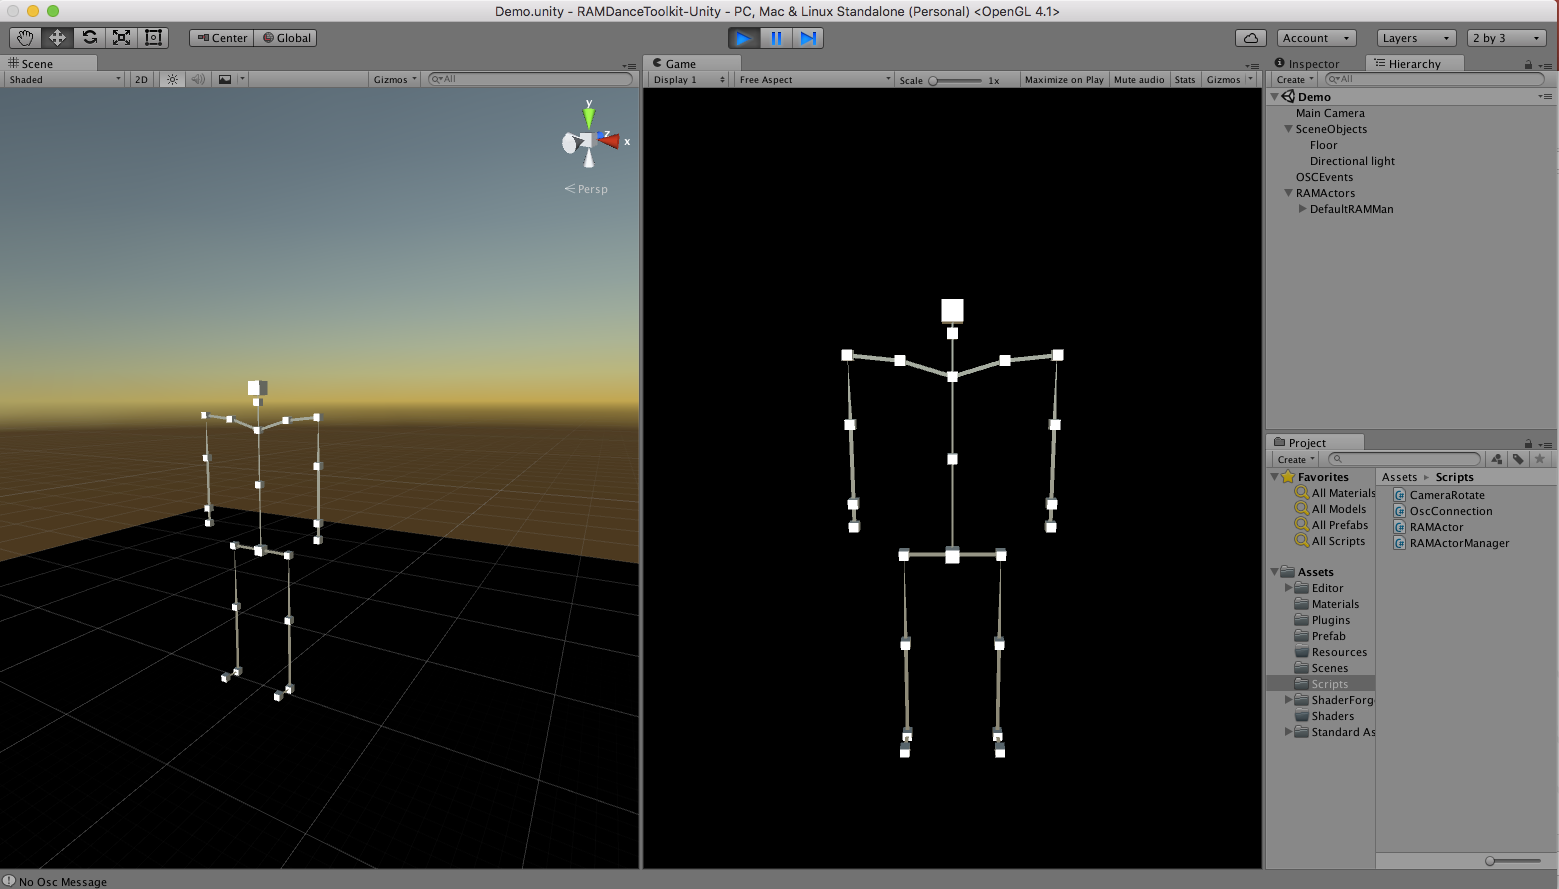 Demo.unity - RAMDanceToolkit-Unity - PC, Mac & Linux Standalone (Personal) <OpenGL 4.1>
Center Global
Account Layers 2 by 3
Scene
Shaded 2D Gizmos All
y
z
x
Persp
Game
Display 1 Free Aspect Scale 1x Maximize on Play Mute audio Stats Gizmos
Inspector Hierarchy
Create All
Demo
Main Camera
SceneObjects
Floor
Directional light
OSCEvents
RAMActors
DefaultRAMMan
Project
Create
Favorites
All Materials
All Models
All Prefabs
All Scripts
Assets
Editor
Materials
Plugins
Prefab
Resources
Scenes
Scripts
ShaderForg
Shaders
Standard As
Assets Scripts
CameraRotate
OscConnection
RAMActor
RAMActorManager
No Osc Message